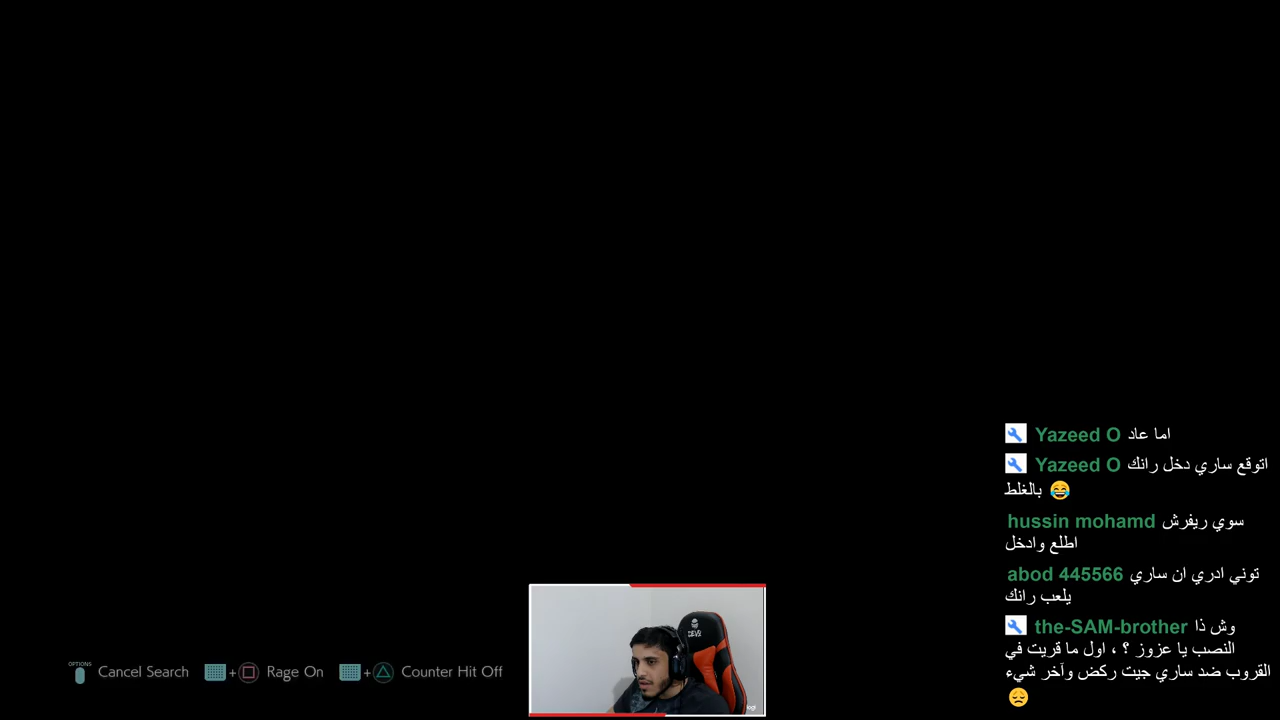 Yazeed O اما عاد
Yazeed O اتوقع ساري دخل رانك
بالغلط 😂
hussin mohamd سوي ريفرش
اطلع وادخل
abod 445566 توني ادري ان ساري
يلعب رانك
the-SAM-brother وش ذا
النصب يا عزوز ؟ ، اول ما قريت في
القروب ضد ساري جيت ركض وآخر شيء
😔
OPTIONS
Cancel Search + Rage On + Counter Hit Off